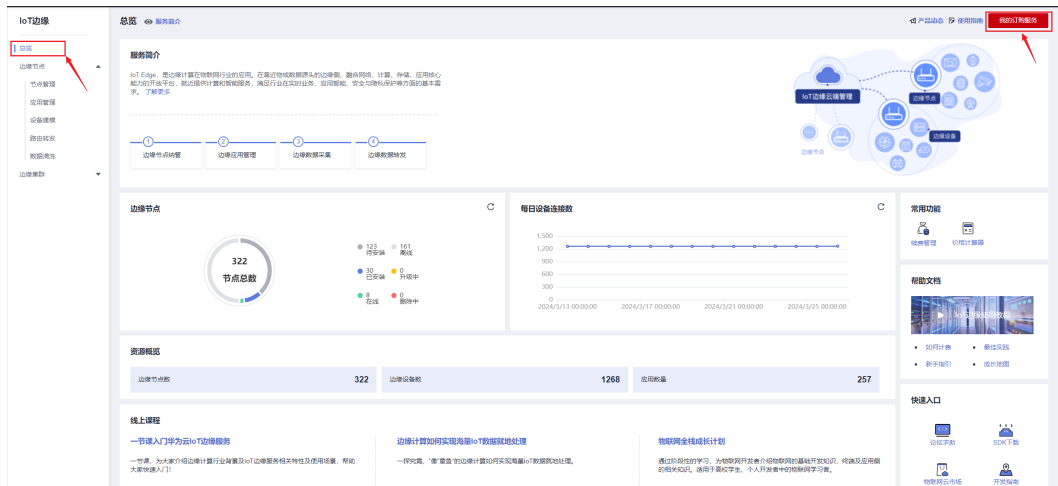 IoT边缘
总览
边缘节点
节点管理
应用管理
设备建模
路由转发
数据清洗
边缘集群
总览 服务简介
产品动态 使用指南 我的订购服务
服务简介
IoT Edge,是边缘计算在物联网行业的应用。在靠近物或数据源头的边缘侧,融合网络、计算、存储、应用核心
能力的开放平台,就近提供计算和智能服务,满足行业在实时业务、应用智能、安全与隐私保护等方面的基本需
求。 了解更多
1 2 3 4
边缘节点纳管 边缘应用管理 边缘数据采集 边缘数据转发
IoT边缘云端管理
边缘节点
边缘设备
边缘节点
边缘节点
322
节点总数
123 161
待安装 离线
30 0
已安装 升级中
8 0
在线 删除中
每日设备连接数
1,500
1,200
900
600
300
0
2024/3/13 00:00:00 2024/3/17 00:00:00 2024/3/21 00:00:00 2024/3/25 00:00:00
常用功能
续费管理 价格计算器
帮助文档
IoT边缘使用教程
如何计费 最佳实践
新手指引 成长地图
资源概览
边缘节点数 322 边缘设备数 1268 应用数量 257
快速入口
论坛求助 SDK下载
物联网云市场 开发指南
线上课程
一节课入门华为云IoT边缘服务
一节课,为大家介绍边缘计算行业背景及IoT边缘服务相关特性及使用场景,帮助
大家快速入门!
边缘计算如何实现海量IoT数据就地处理
一探究竟,“像”章鱼”的边缘计算如何实现海量IoT数据就地处理。
物联网全栈成长计划
通过阶段性的学习,为物联网开发者介绍物联网的基础开发知识、终端及应用侧
的相关知识。适用于高校学生、个人开发者中的物联网学习者。